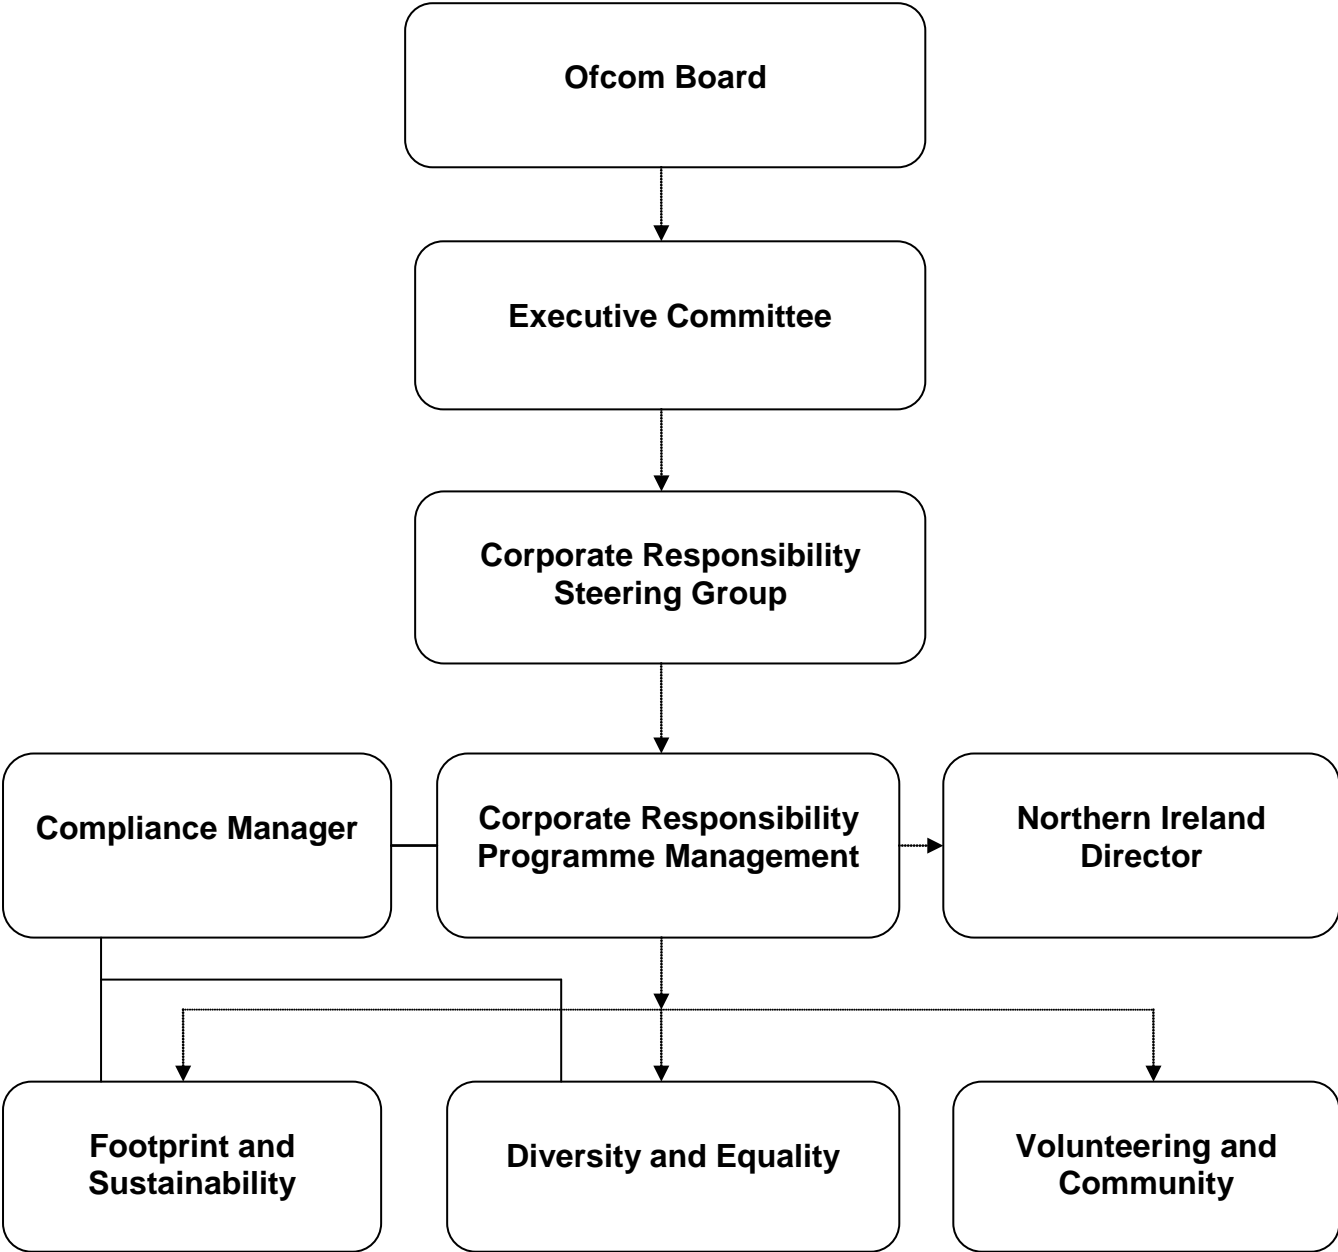 Ofcom Board
Executive Committee
Corporate Responsibility
Steering Group
Compliance Manager
Corporate Responsibility
Programme Management
Northern Ireland
Director
Footprint and
Sustainability
Diversity and Equality
Volunteering and
Community